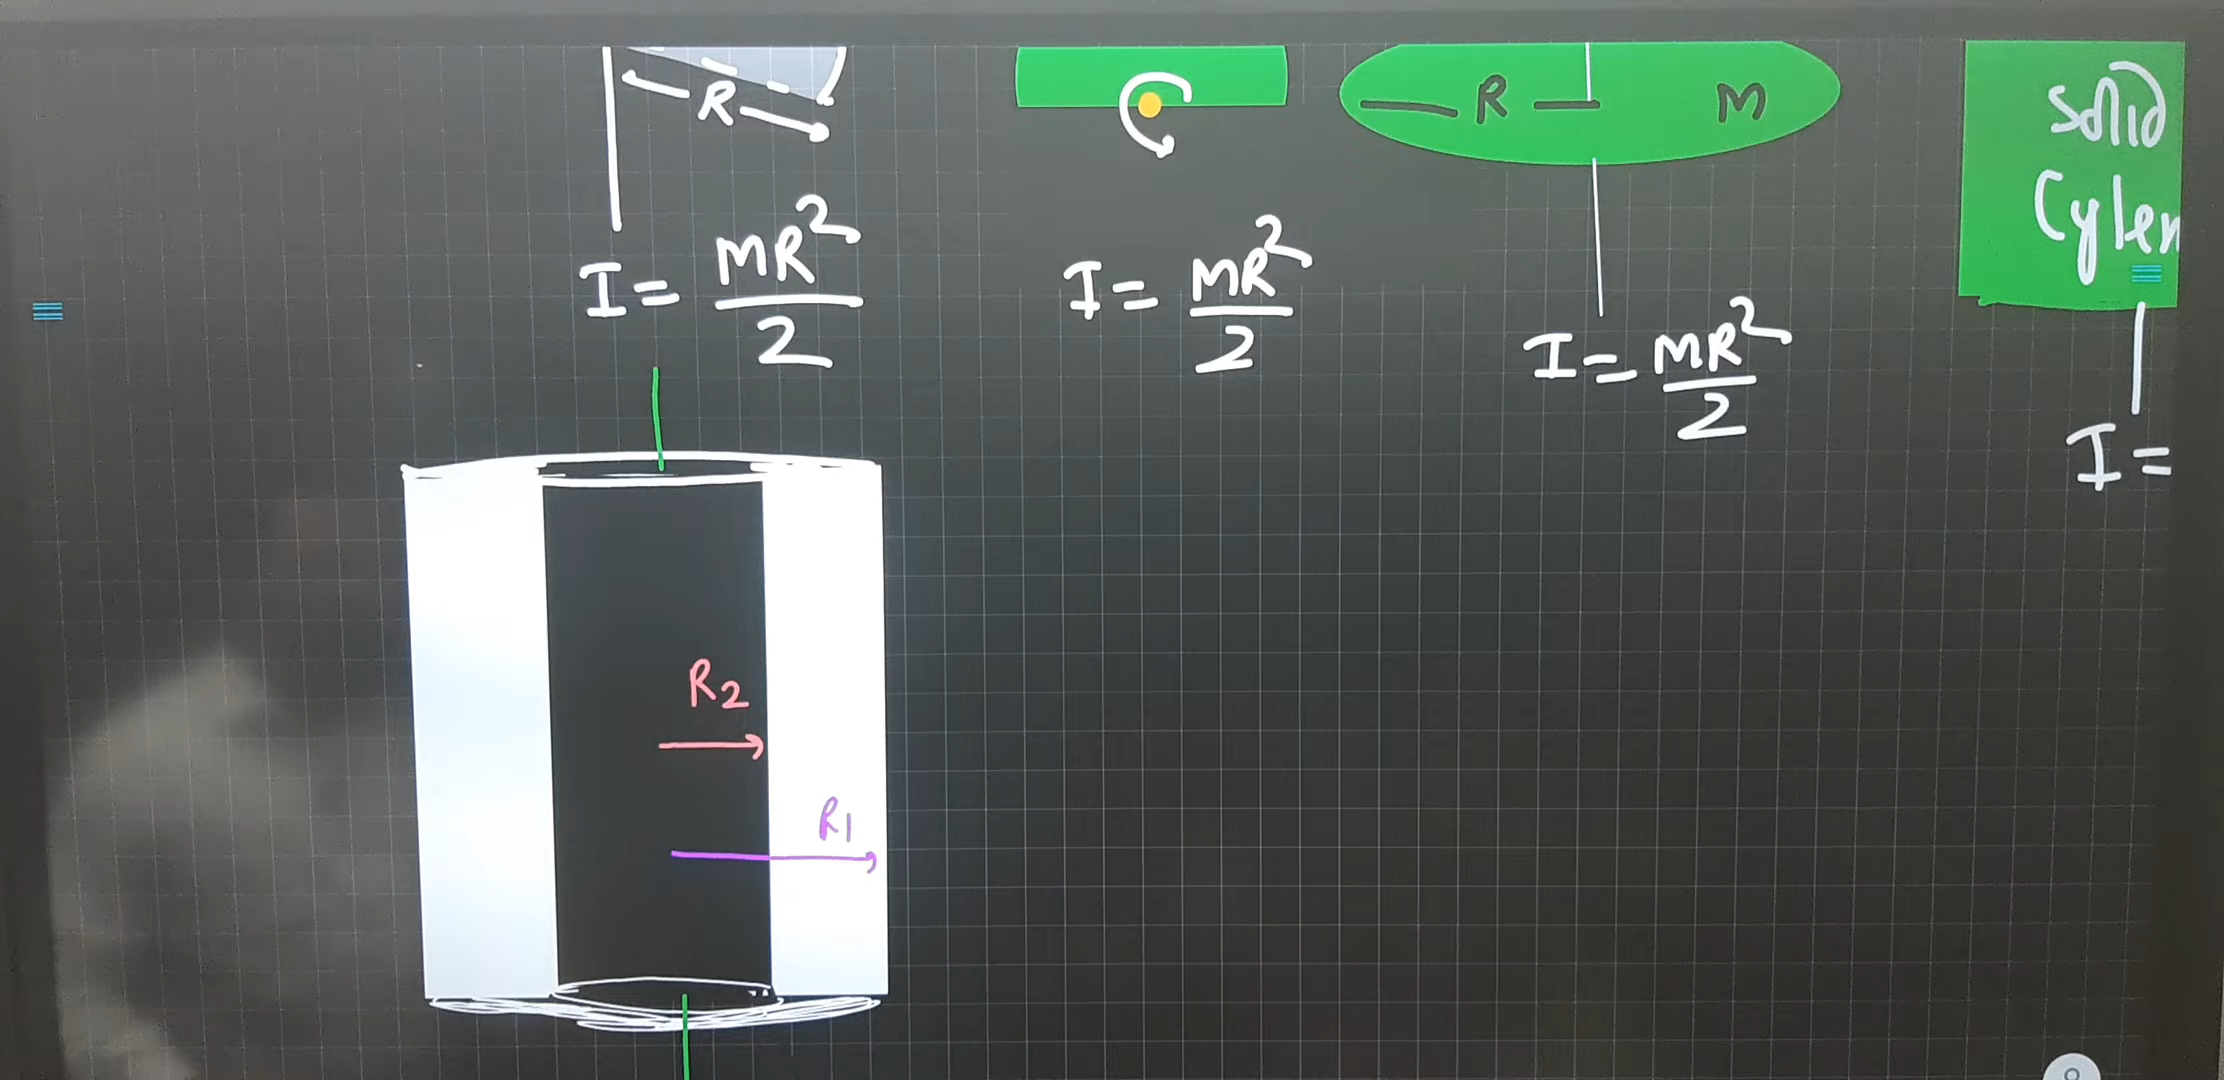 R
R M
Solid
Cylen
I = MR²/2
I = MR²/2
I = MR²/2
I =
R2
R1